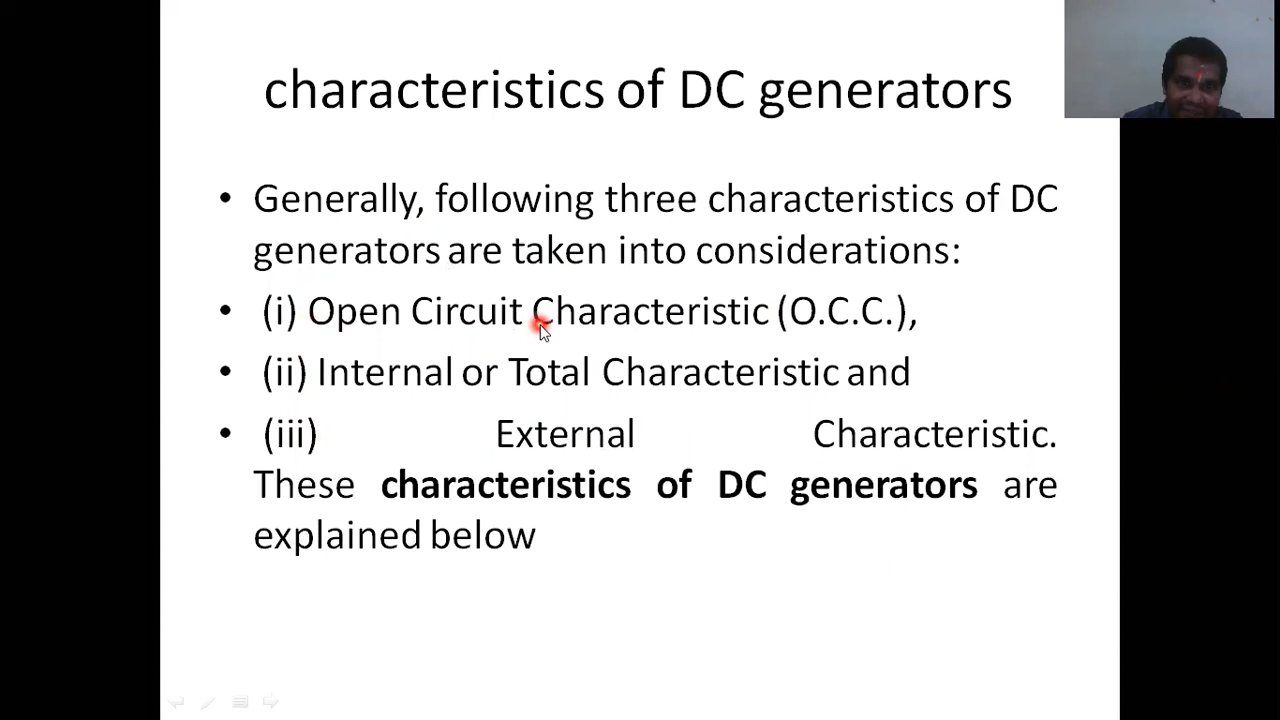 characteristics of DC generators
• Generally, following three characteristics of DC
generators are taken into considerations:
• (i) Open Circuit Characteristic (O.C.C.),
• (ii) Internal or Total Characteristic and
• (iii) External Characteristic.
These characteristics of DC generators are
explained below